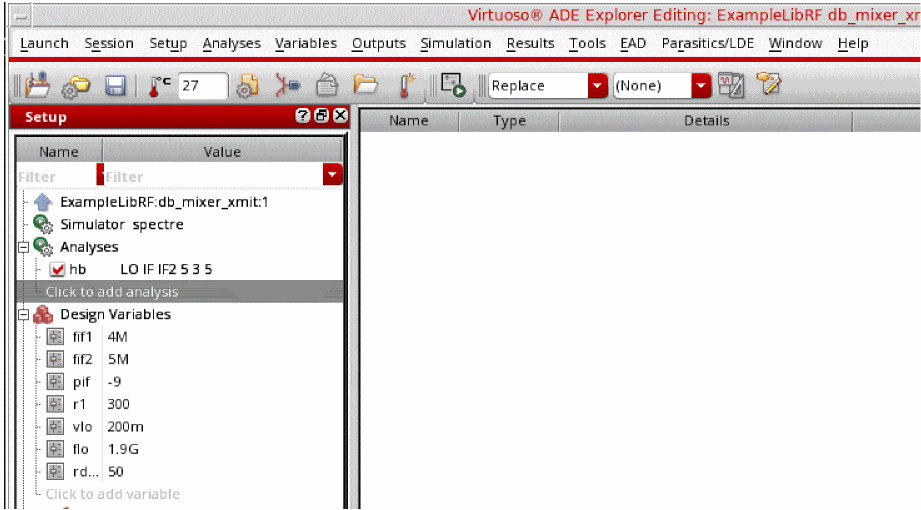 Virtuoso® ADE Explorer Editing: ExampleLibRF db_mixer_xr
Launch Session Setup Analyses Variables Outputs Simulation Results Tools EAD Parasitics/LDE Window Help
°C 27 Replace (None)
Setup
Name Type Details
Name Value
Filter Filter
ExampleLibRF:db_mixer_xmit:1
Simulator spectre
Analyses
hb LO IF IF2 5 3 5
Click to add analysis
Design Variables
fif1 4M
fif2 5M
pif -9
r1 300
vlo 200m
flo 1.9G
rd... 50
Click to add variable